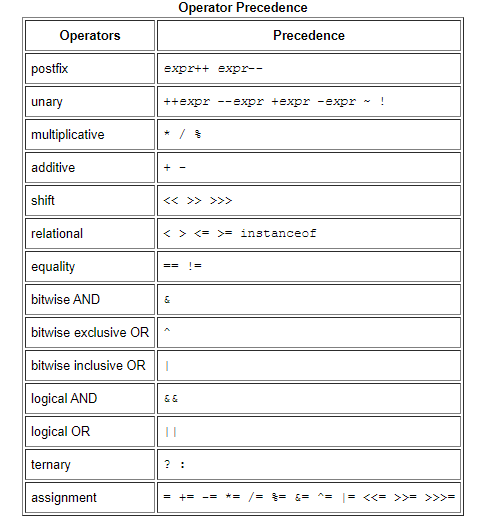 Operator Precedence
Operators Precedence
postfix expr++ expr--
unary ++expr --expr +expr -expr ~ !
multiplicative * / %
additive + -
shift << >> >>>
relational < > <= >= instanceof
equality == !=
bitwise AND &
bitwise exclusive OR ^
bitwise inclusive OR |
logical AND &&
logical OR ||
ternary ? :
assignment = += -= *= /= %= &= ^= |= <<= >>= >>>=